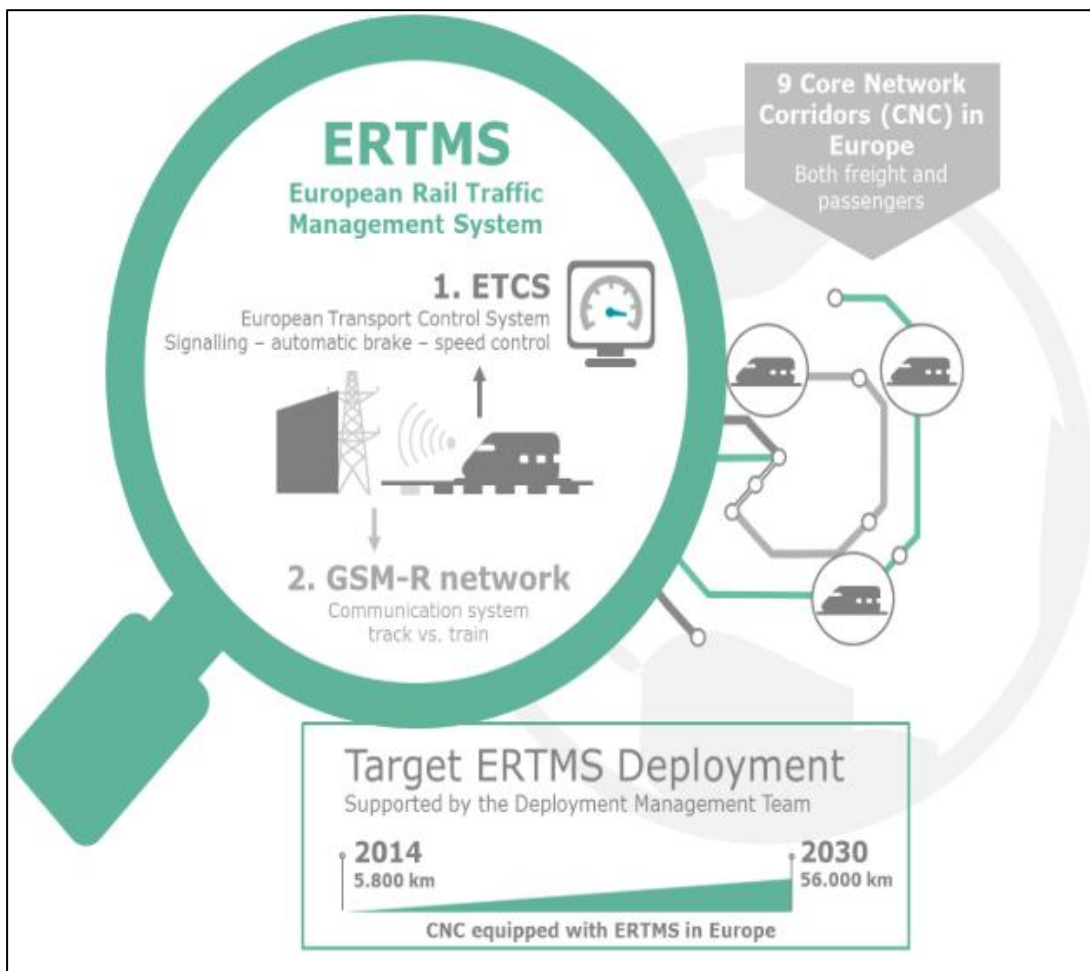 ERTMS
European Rail Traffic
Management System
1. ETCS
European Transport Control System
Signalling – automatic brake – speed control
2. GSM-R network
Communication system
track vs. train
9 Core Network
Corridors (CNC) in
Europe
Both freight and
passengers
Target ERTMS Deployment
Supported by the Deployment Management Team
2014
5.800 km
2030
56.000 km
CNC equipped with ERTMS in Europe